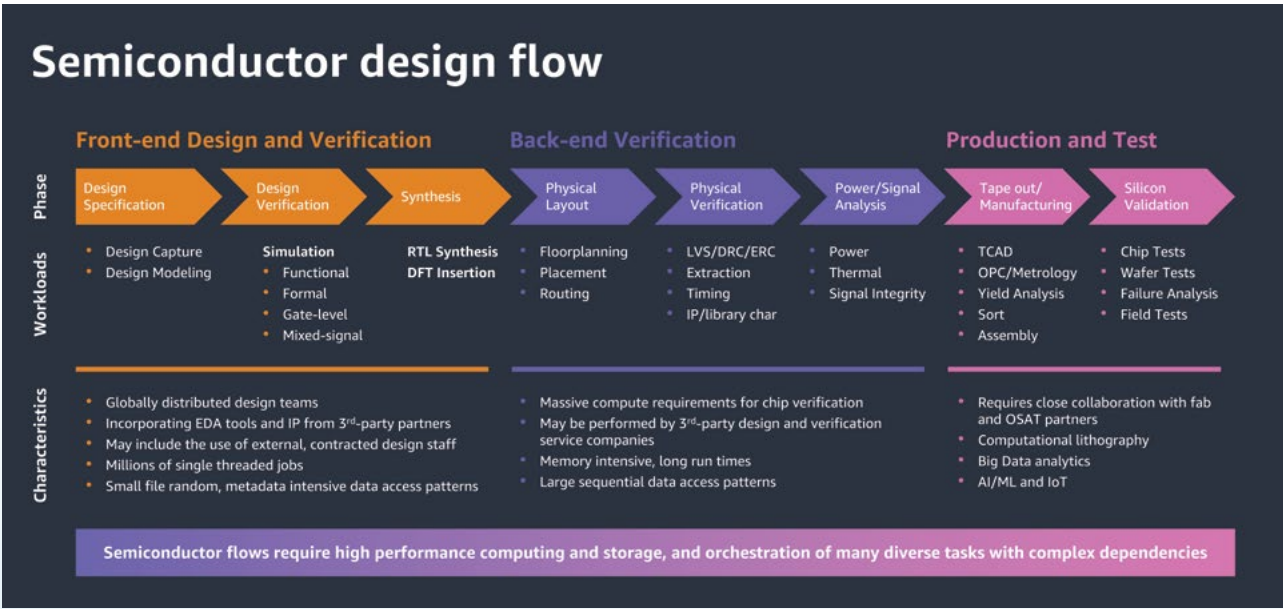 Semiconductor design flow
Front-end Design and Verification
Back-end Verification
Production and Test
Phase
Design
Specification
Design
Verification
Synthesis
Physical
Layout
Physical
Verification
Power/Signal
Analysis
Tape out/
Manufacturing
Silicon
Validation
Workloads
• Design Capture
• Design Modeling
Simulation
• Functional
• Formal
• Gate-level
• Mixed-signal
RTL Synthesis
DFT Insertion
• Floorplanning
• Placement
• Routing
• LVS/DRC/ERC
• Extraction
• Timing
• IP/library char
• Power
• Thermal
• Signal Integrity
• TCAD
• OPC/Metrology
• Yield Analysis
• Sort
• Assembly
• Chip Tests
• Wafer Tests
• Failure Analysis
• Field Tests
Characteristics
• Globally distributed design teams
• Incorporating EDA tools and IP from 3rd-party partners
• May include the use of external, contracted design staff
• Millions of single threaded jobs
• Small file random, metadata intensive data access patterns
• Massive compute requirements for chip verification
• May be performed by 3rd-party design and verification
service companies
• Memory intensive, long run times
• Large sequential data access patterns
• Requires close collaboration with fab
and OSAT partners
• Computational lithography
• Big Data analytics
• AI/ML and IoT
Semiconductor flows require high performance computing and storage, and orchestration of many diverse tasks with complex dependencies